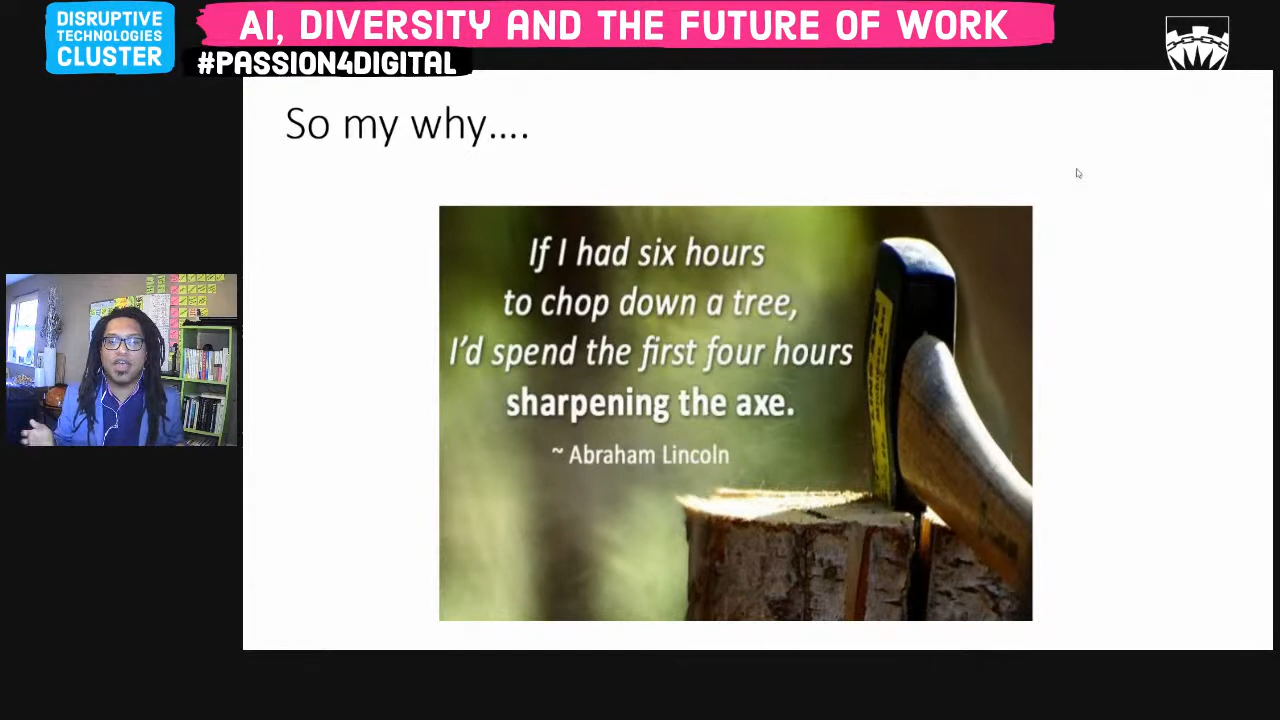 DISRUPTIVE
TECHNOLOGIES
CLUSTER
AI, DIVERSITY AND THE FUTURE OF WORK
#PASSION4DIGITAL
So my why....
If I had six hours
to chop down a tree,
I'd spend the first four hours
sharpening the axe.
~ Abraham Lincoln